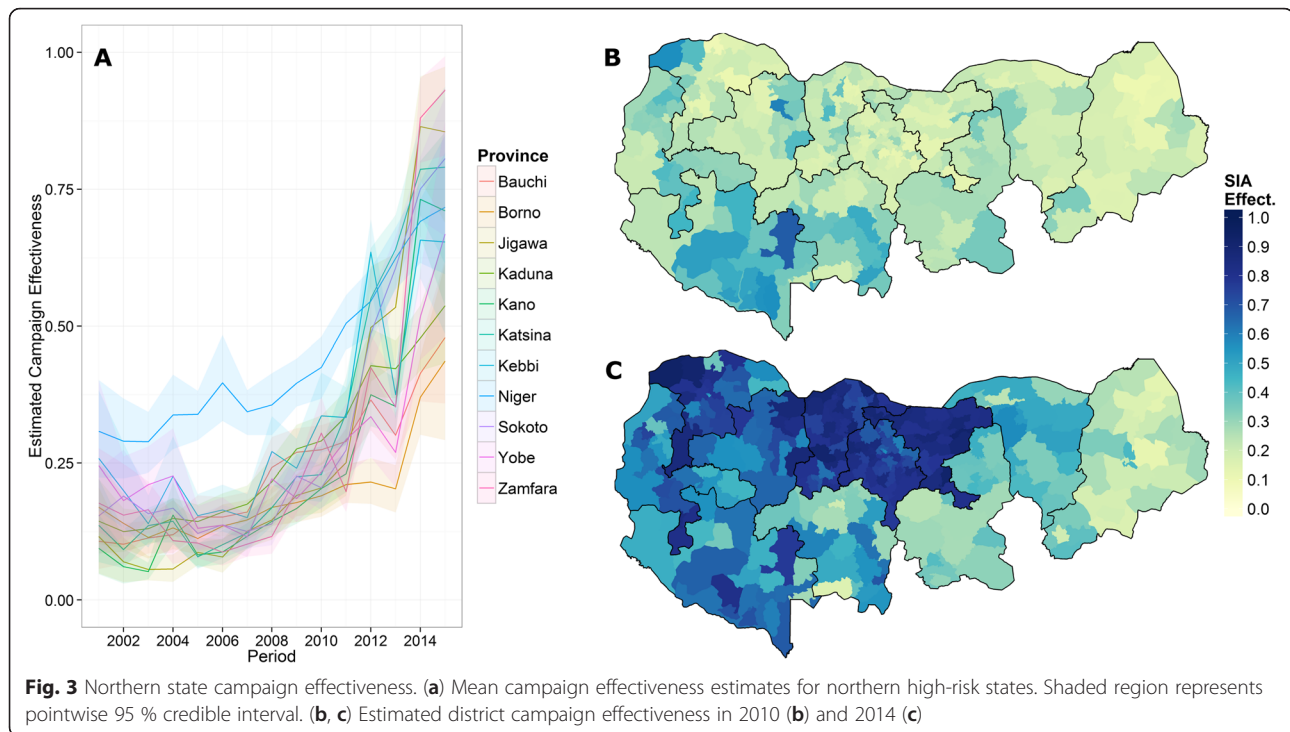 A
Estimated Campaign Effectiveness
1.00
0.75
0.50
0.25
0.00
2002 2004 2006 2008 2010 2012 2014
Period
Province
Bauchi
Borno
Jigawa
Kaduna
Kano
Katsina
Kebbi
Niger
Sokoto
Yobe
Zamfara
B
C
SIA
Effect.
1.0
0.9
0.8
0.7
0.6
0.5
0.4
0.3
0.2
0.1
0.0
Fig. 3 Northern state campaign effectiveness. (a) Mean campaign effectiveness estimates for northern high-risk states. Shaded region represents
pointwise 95 % credible interval. (b, c) Estimated district campaign effectiveness in 2010 (b) and 2014 (c)